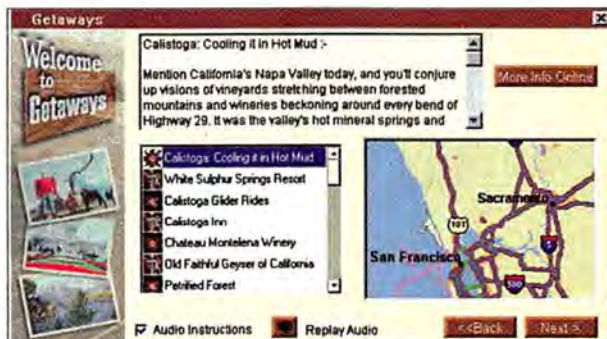 Getaways
Welcome
to
Getaways
Calistoga: Cooling it in Hot Mud :-
Mention California's Napa Valley today, and you'll conjure
up visions of vineyards stretching between forested
mountains and wineries beckoning around every bend of
Highway 29. It was the valley's hot mineral springs and
More Info Online
Calistoga: Cooling it in Hot Mud
White Sulphur Springs Resort
Calistoga Glider Rides
Calistoga Inn
Chateau Montelena Winery
Old Faithful Geyser of California
Petrified Forest
Sacramento
101
5
San Francisco
Audio Instructions
Replay Audio
<<Back
Next >